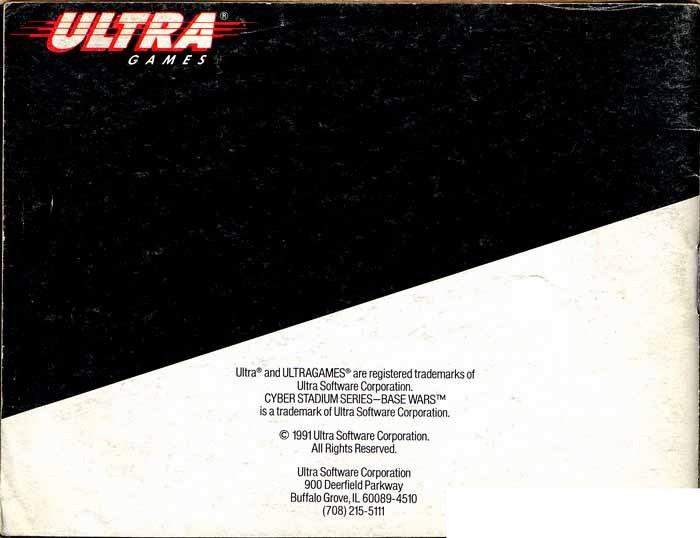 ULTRA®
GAMES
Ultra® and ULTRAGAMES® are registered trademarks of
Ultra Software Corporation.
CYBER STADIUM SERIES—BASE WARS™
is a trademark of Ultra Software Corporation.
© 1991 Ultra Software Corporation.
All Rights Reserved.
Ultra Software Corporation
900 Deerfield Parkway
Buffalo Grove, IL 60089-4510
(708) 215-5111